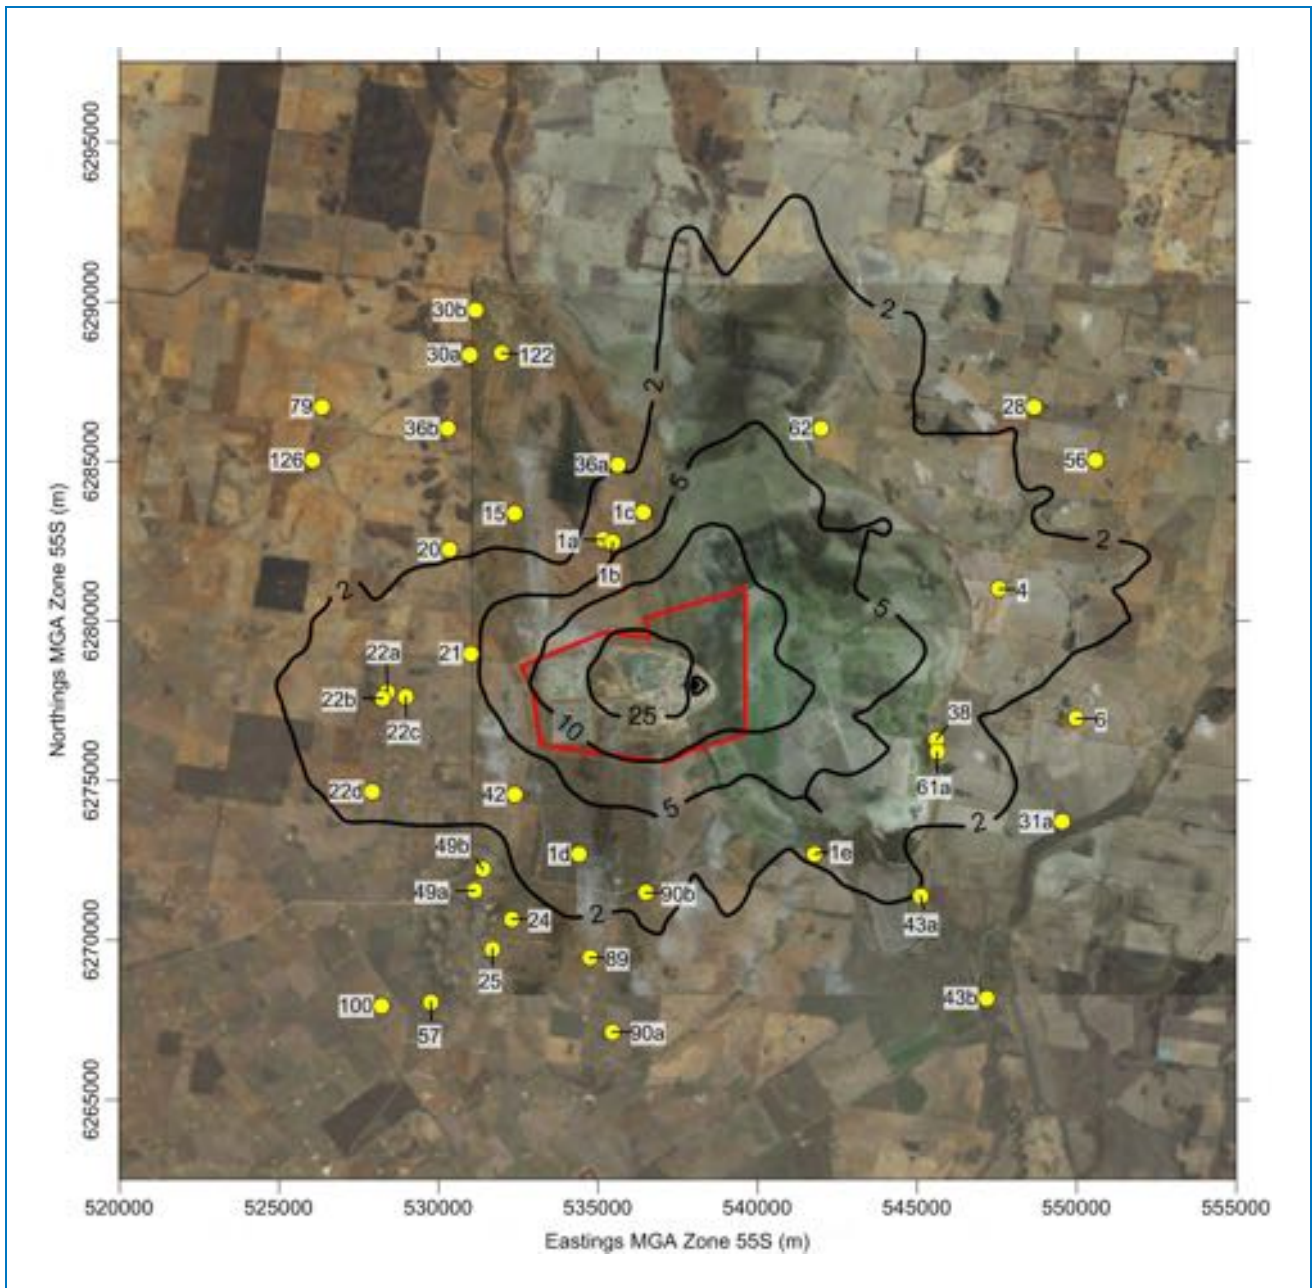 6295000
6290000
6285000
6280000
6275000
6270000
6265000
Northings MGA Zone 55S (m)
2
2
30b
30a
122
79
28
36b
62
126
56
36a
5
15
1c
1a
2
20
1b
2
4
5
22a
21
22b
38
6
22c
25
10
61a
22d
42
5
2
31a
49b
1d
1e
49a
90b
2
24
43a
25
89
43b
100
57
90a
520000 525000 530000 535000 540000 545000 550000 555000
Eastings MGA Zone 55S (m)